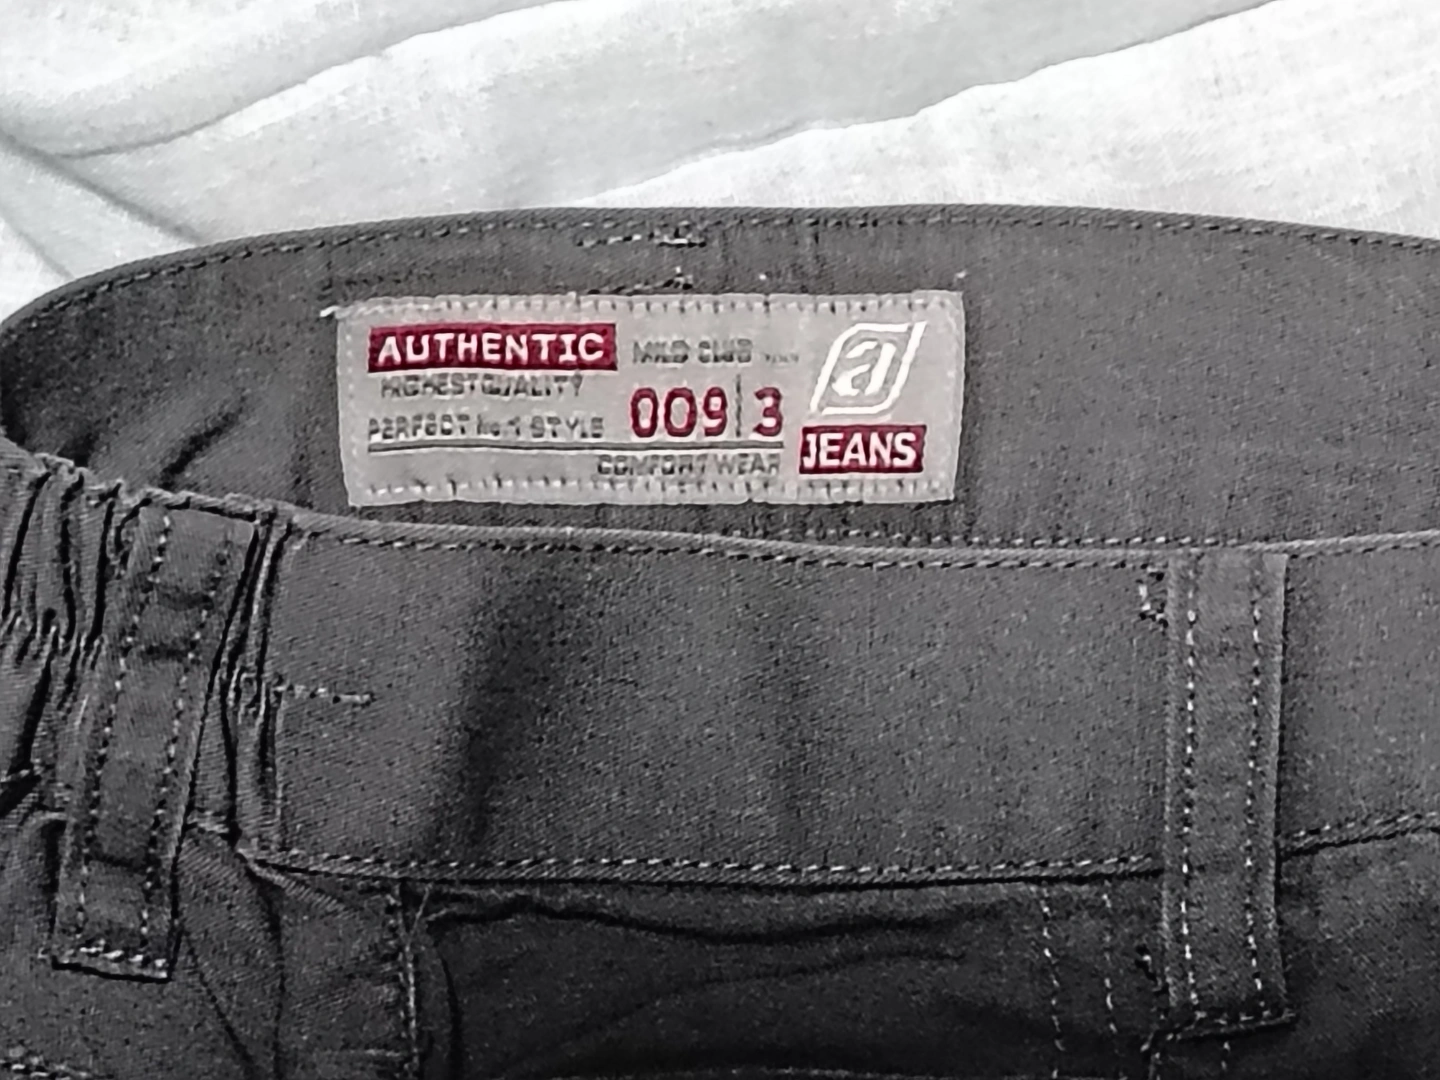 AUTHENTIC
HIGHEST QUALITY
PERFECT No.1 STYLE
009|3
COMFORT WEAR
a
JEANS